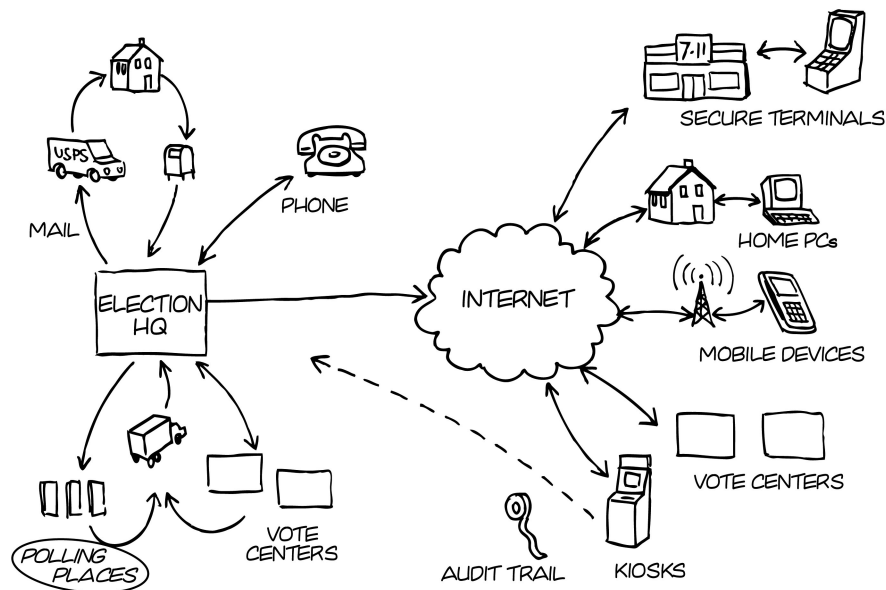 7-11
SECURE TERMINALS
USPS
PHONE
MAIL
HOME PCs
ELECTION
HQ
INTERNET
MOBILE DEVICES
VOTE CENTERS
VOTE
CENTERS
POLLING
PLACES
AUDIT TRAIL
KIOSKS